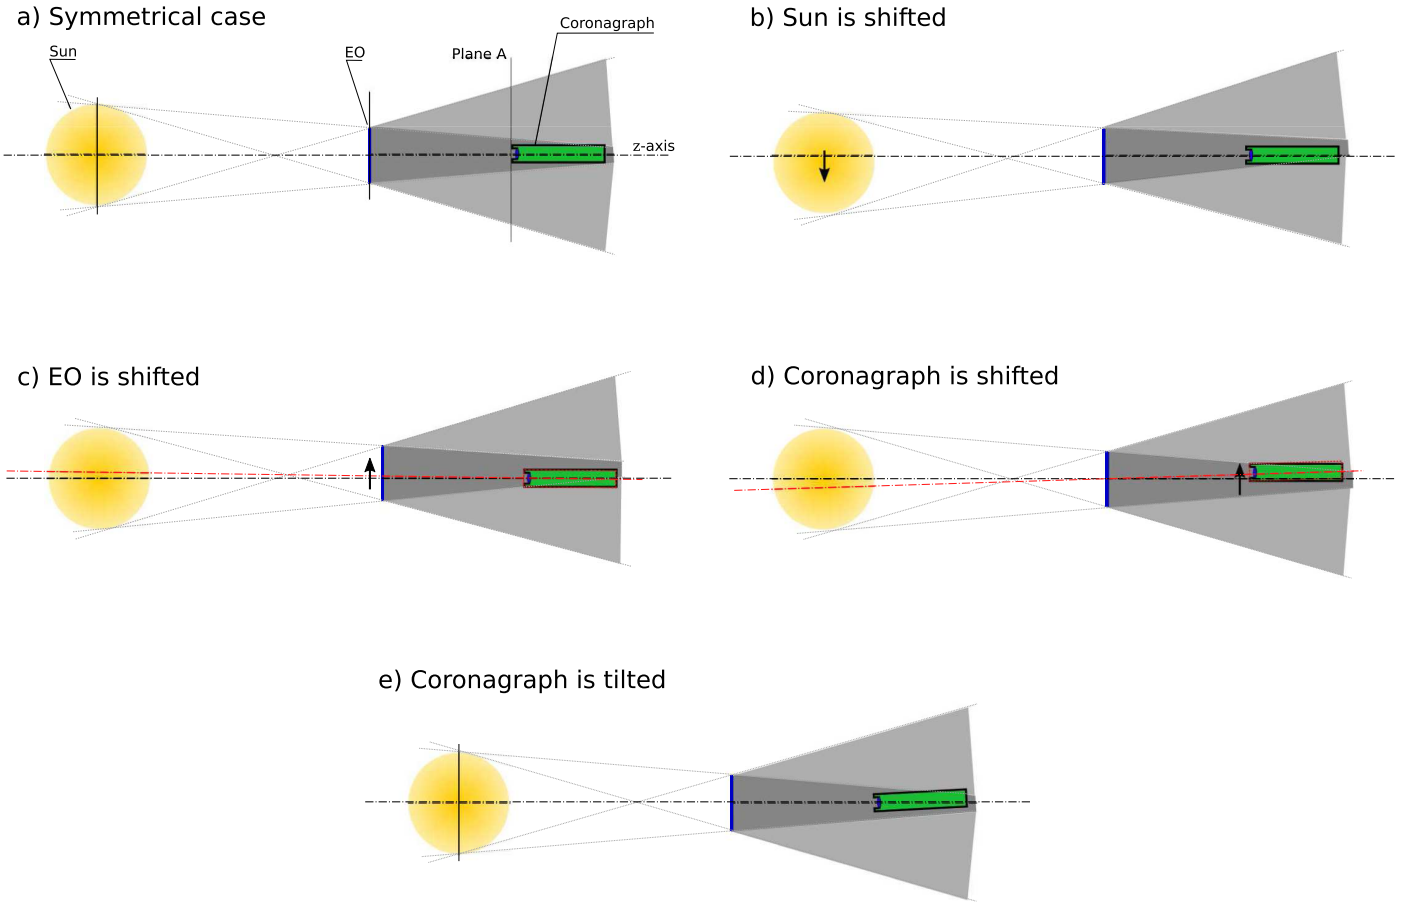 a) Symmetrical case
Sun
EO
Plane A
Coronagraph
z-axis
b) Sun is shifted
c) EO is shifted
d) Coronagraph is shifted
e) Coronagraph is tilted